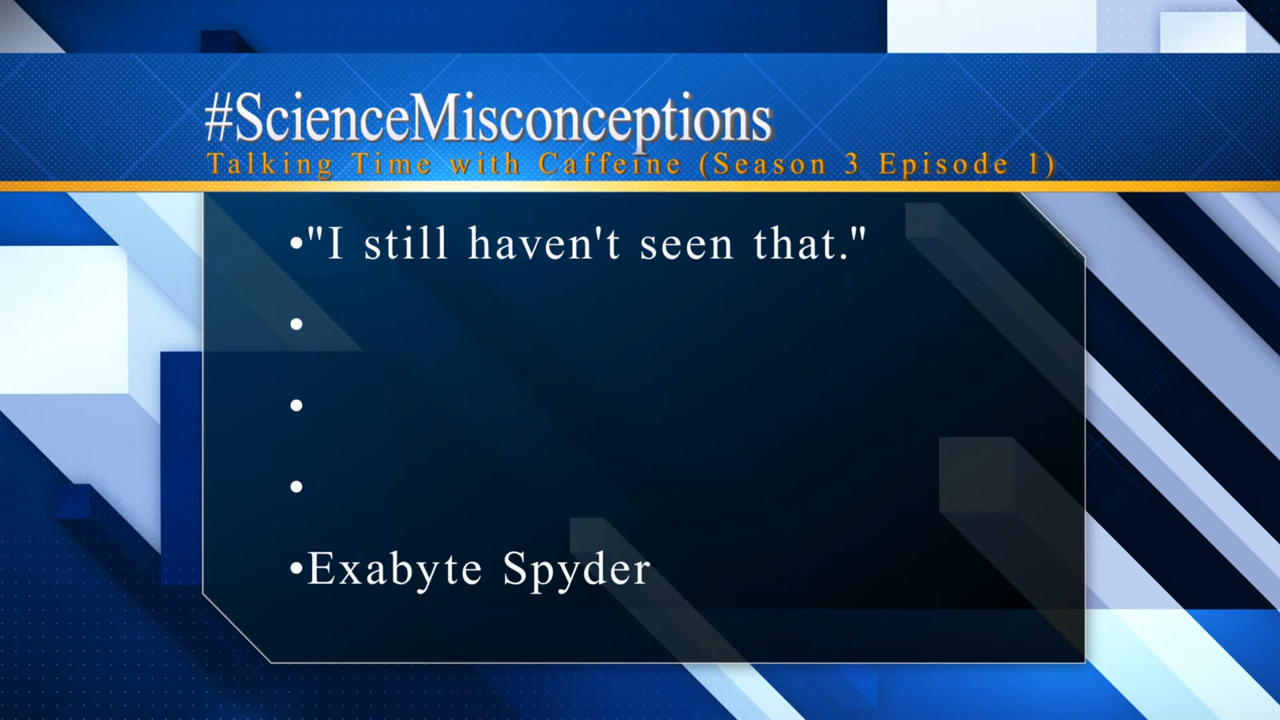 #ScienceMisconceptions
Talking Time with Caffeine (Season 3 Episode 1)
•"I still haven't seen that."
•
•
•
•Exabyte Spyder